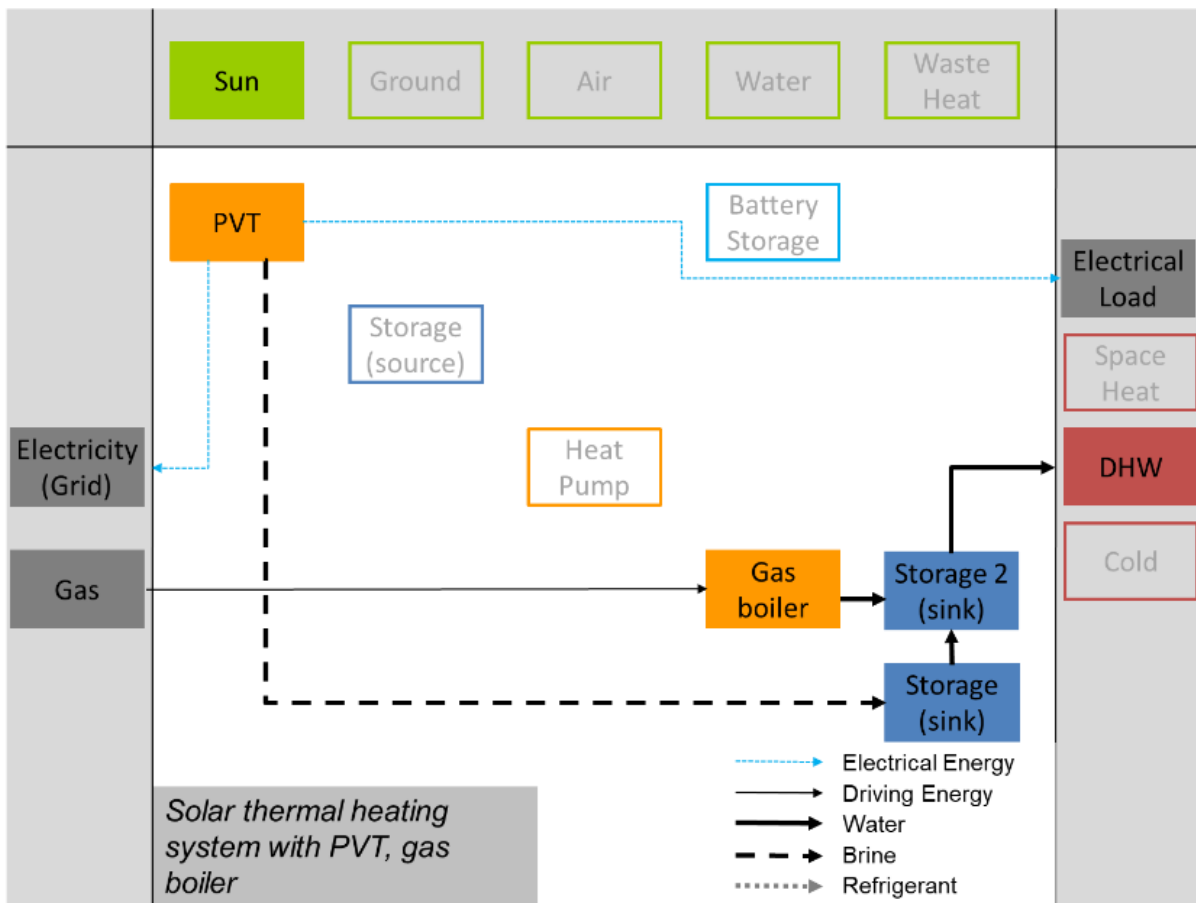 Sun
Ground
Air
Water
Waste
Heat
PVT
Battery
Storage
Electrical
Load
Storage
(source)
Space
Heat
Electricity
(Grid)
Heat
Pump
DHW
Gas
Gas
boiler
Storage 2
(sink)
Cold
Storage
(sink)
Electrical Energy
Driving Energy
Water
Brine
Refrigerant
Solar thermal heating
system with PVT, gas
boiler